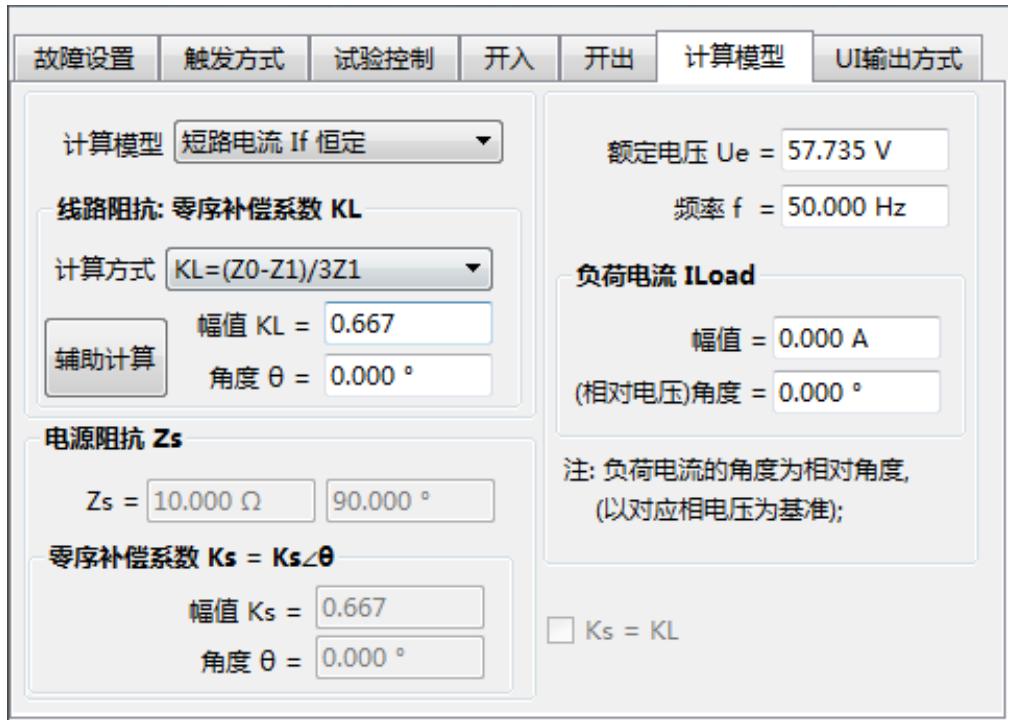 故障设置 触发方式 试验控制 开入 开出 计算模型 UI输出方式
计算模型 短路电流 If 恒定
线路阻抗: 零序补偿系数 KL
计算方式 KL=(Z0-Z1)/3Z1
幅值 KL = 0.667
辅助计算
角度 θ = 0.000 °
电源阻抗 Zs
Zs = 10.000 Ω 90.000 °
零序补偿系数 Ks = Ks∠θ
幅值 Ks = 0.667
角度 θ = 0.000 °
额定电压 Ue = 57.735 V
频率 f = 50.000 Hz
负荷电流 ILoad
幅值 = 0.000 A
(相对电压)角度 = 0.000 °
注: 负荷电流的角度为相对角度,
(以对应相电压为基准);
Ks = KL